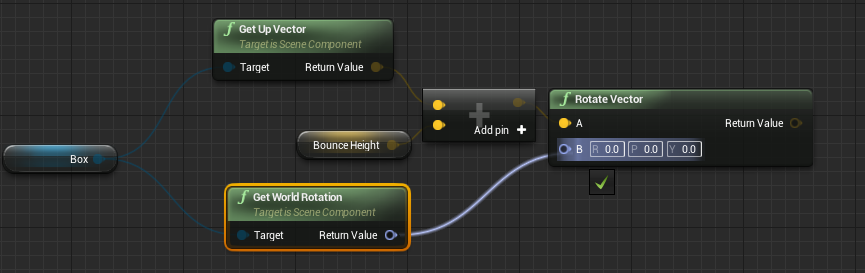 Get Up Vector
Target is Scene Component
Target Return Value
Box
Bounce Height
Add pin +
Rotate Vector
A Return Value
B R 0.0 P 0.0 Y 0.0
Get World Rotation
Target is Scene Component
Target Return Value